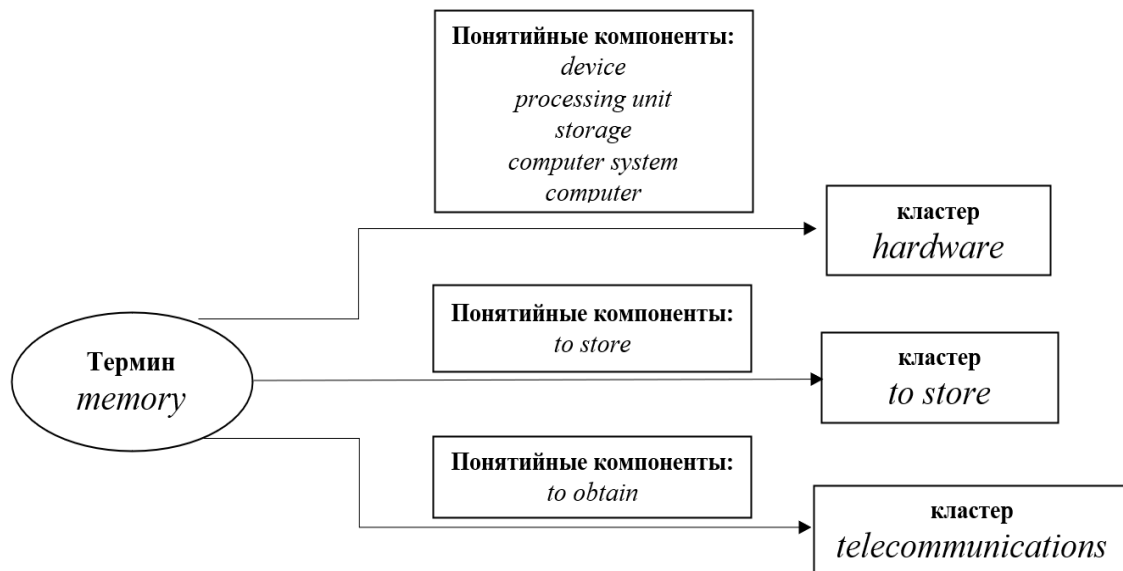 Понятийные компоненты:
device
processing unit
storage
computer system
computer
кластер
hardware
Понятийные компоненты:
to store
Термин
memory
кластер
to store
Понятийные компоненты:
to obtain
кластер
telecommunications